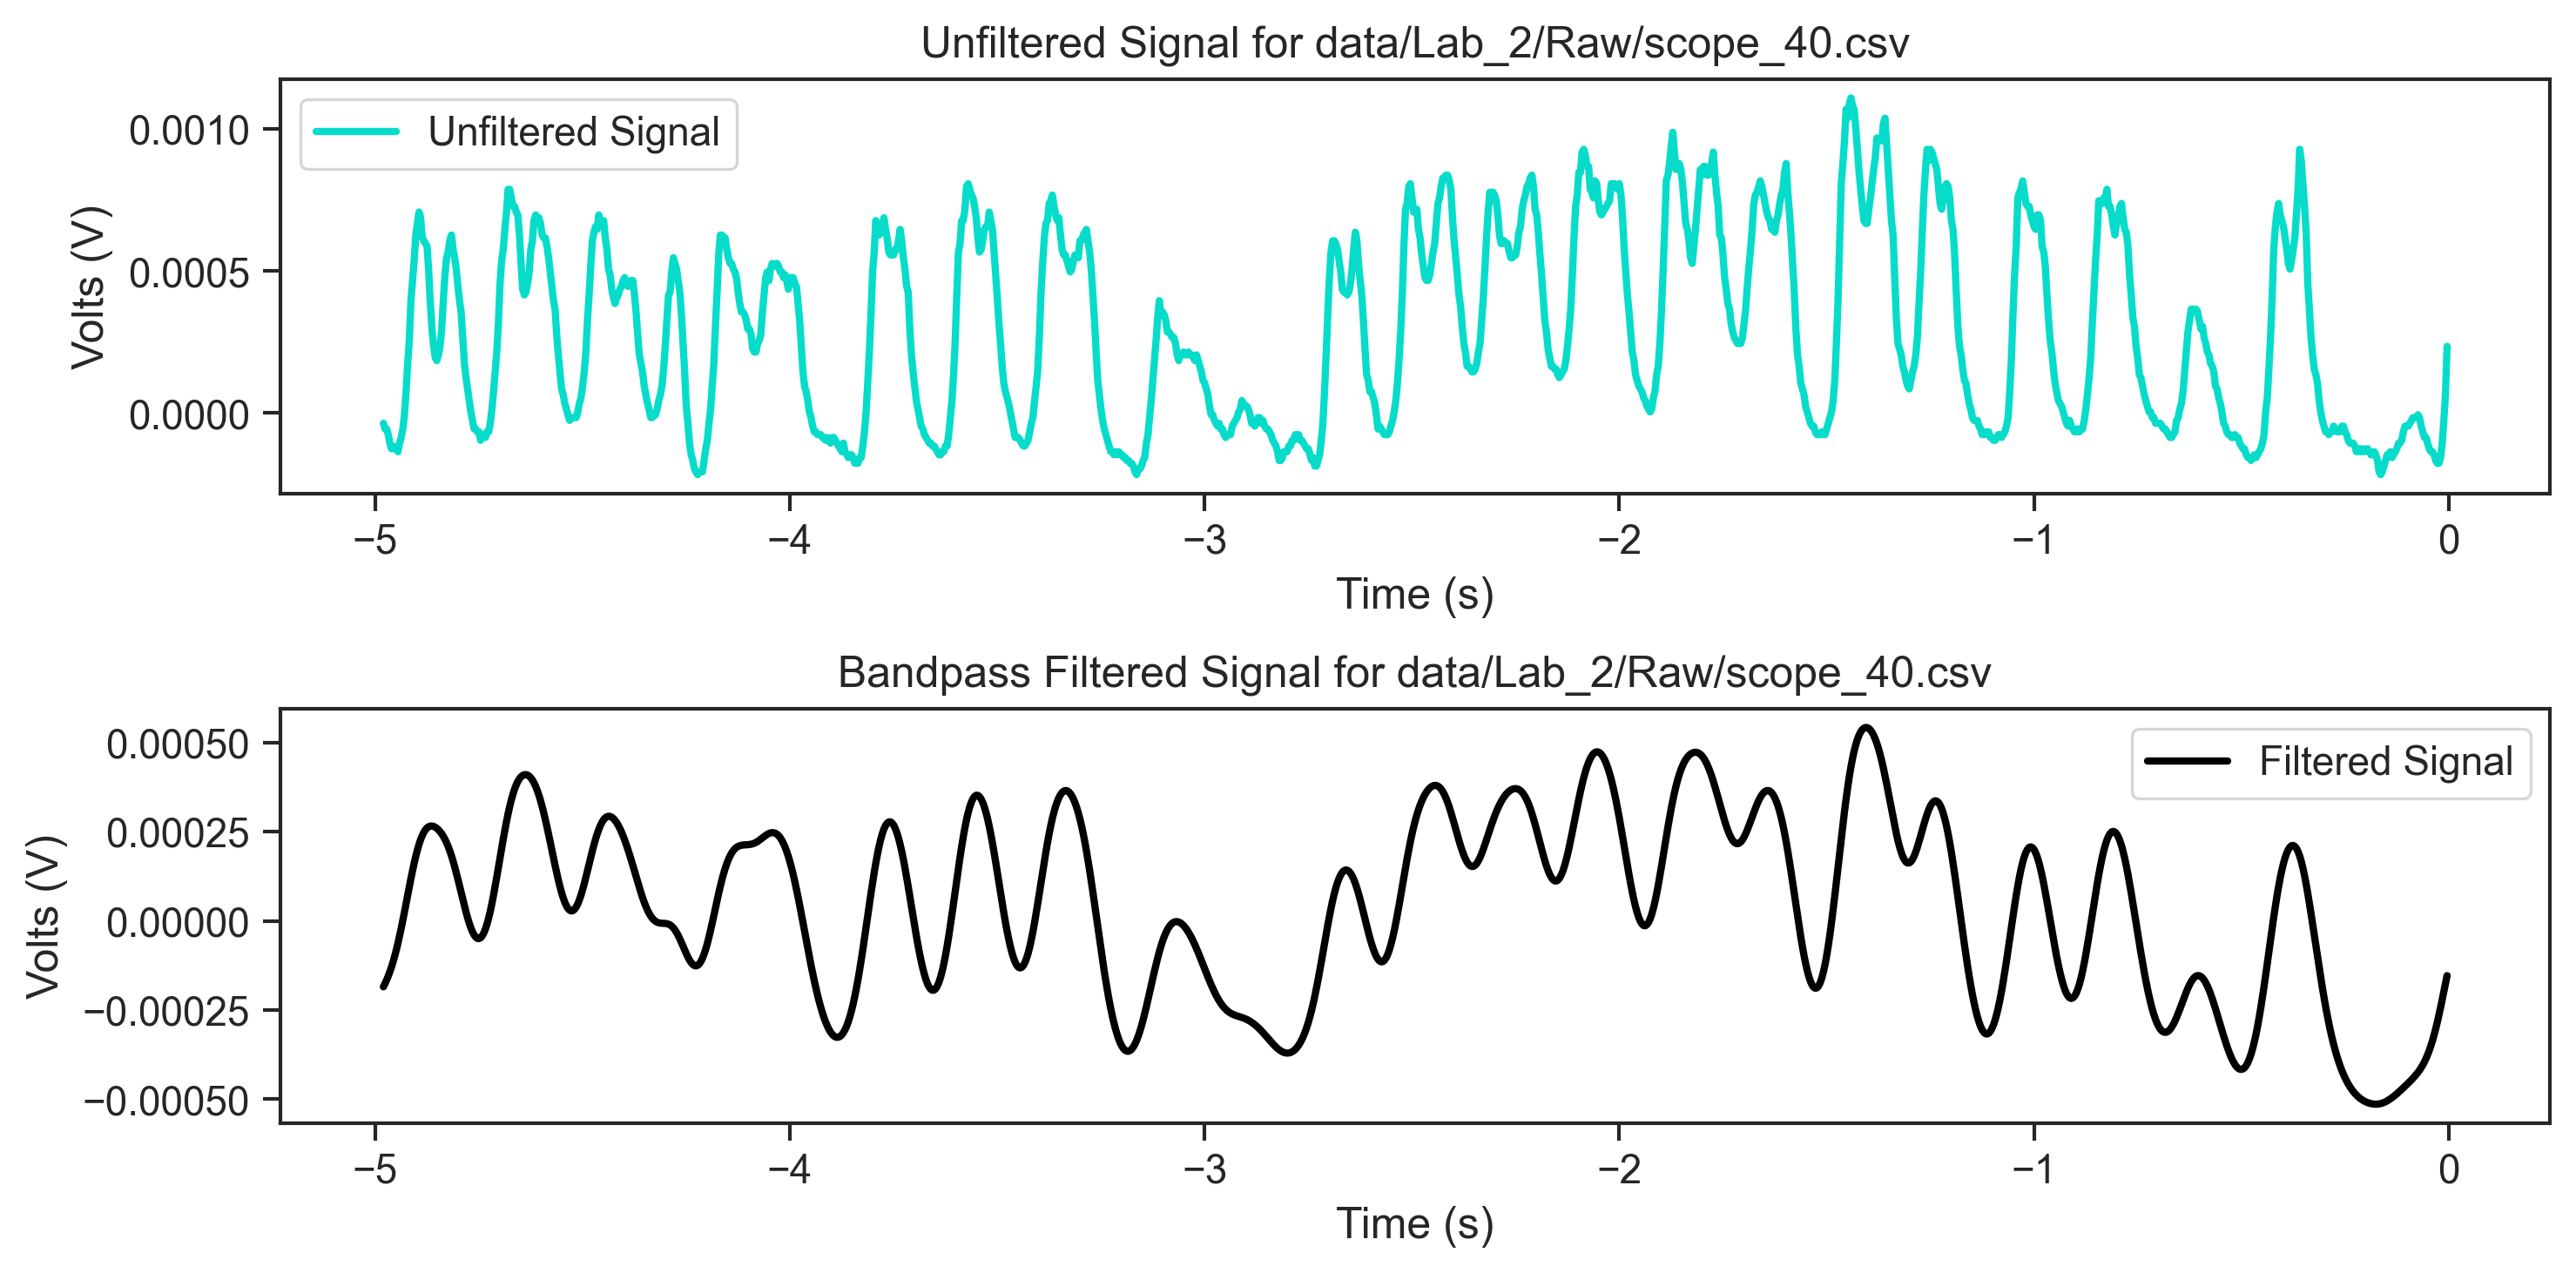 Unfiltered Signal for data/Lab_2/Raw/scope_40.csv
Unfiltered Signal
Volts (V)
0.0010
0.0005
0.0000
−5 −4 −3 −2 −1 0
Time (s)
Bandpass Filtered Signal for data/Lab_2/Raw/scope_40.csv
Filtered Signal
Volts (V)
0.00050
0.00025
0.00000
−0.00025
−0.00050
−5 −4 −3 −2 −1 0
Time (s)